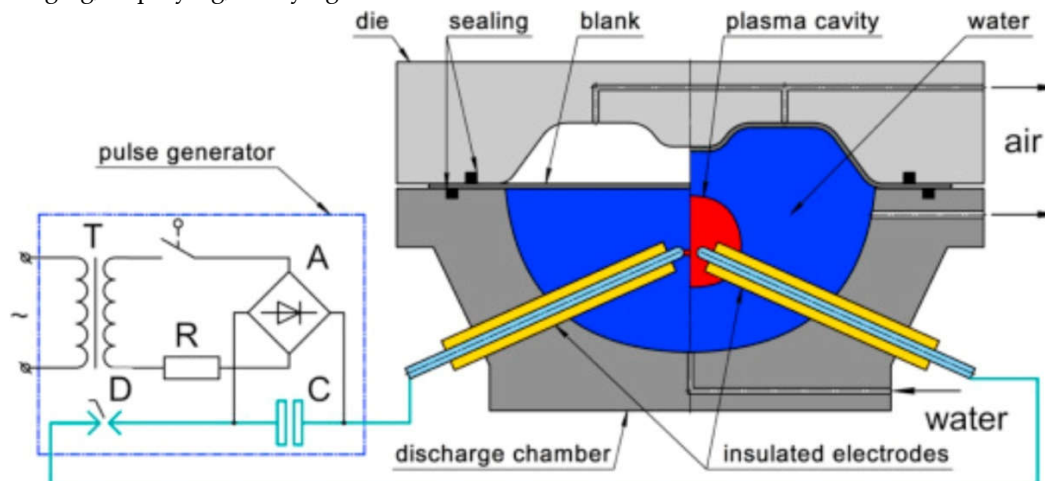 die
sealing
blank
plasma cavity
water
pulse generator
air
T
A
R
~
D
C
water
discharge chamber
insulated electrodes